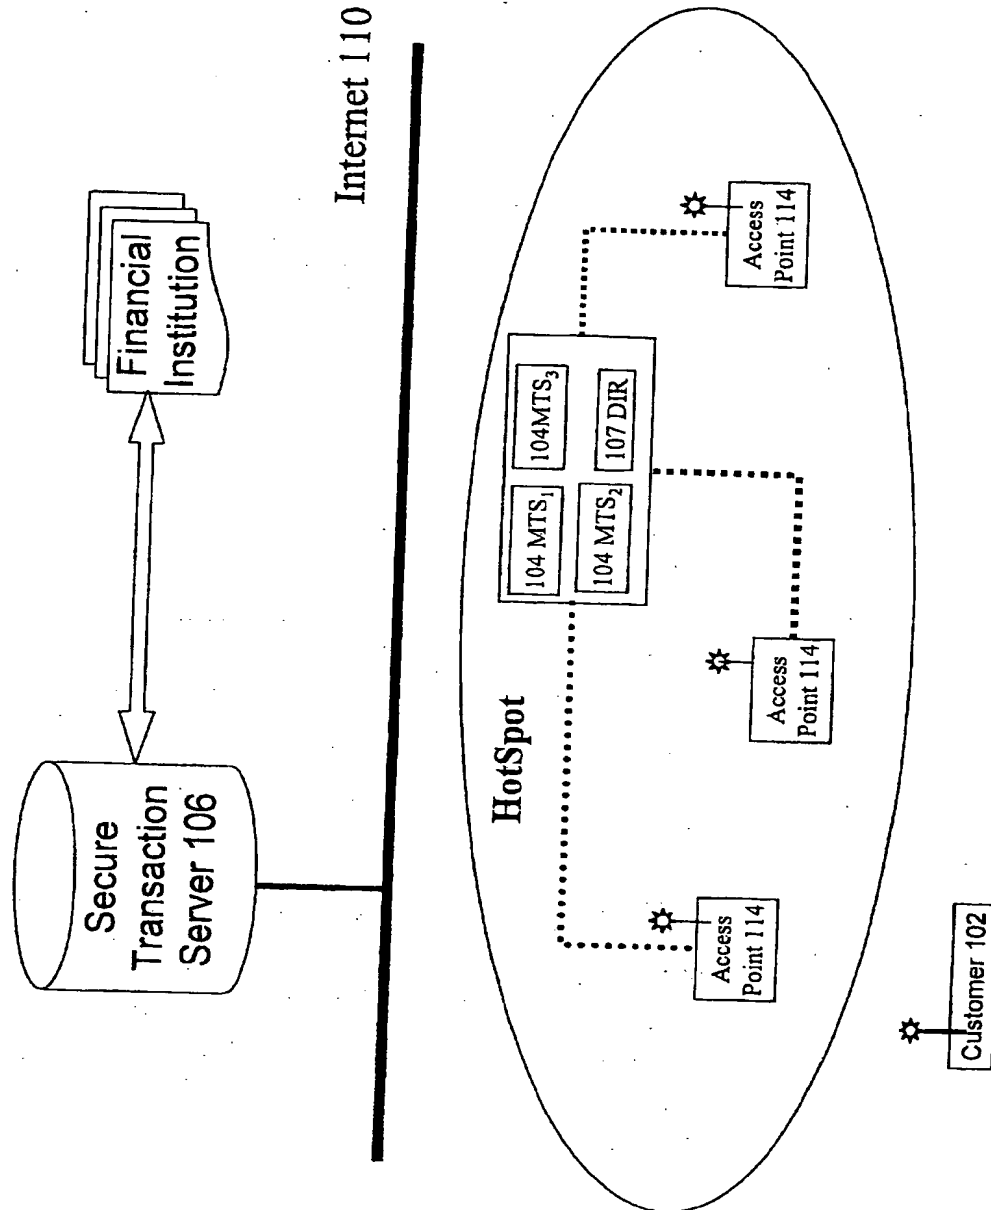 Secure
Transaction
Server 106
Financial
Institution
Internet 110
HotSpot
104 MTS₁
104MTS₃
104 MTS₂
107 DIR
Access
Point 114
Access
Point 114
Access
Point 114
Customer 102